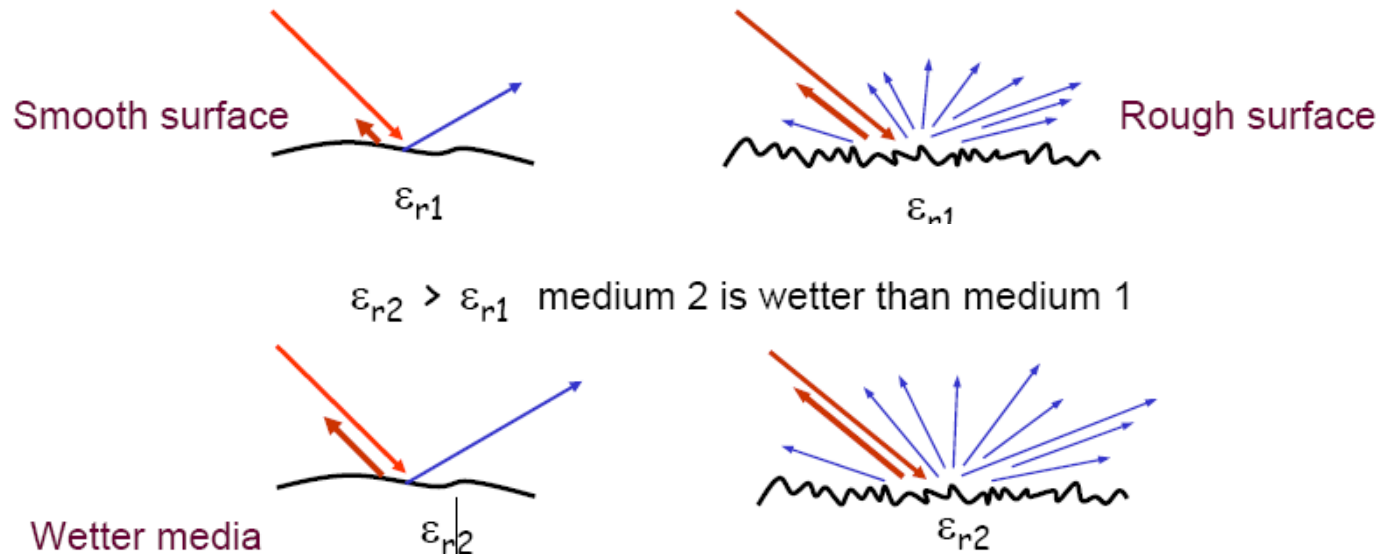 Smooth surface
Rough surface
εr1
εr1
εr2 > εr1 medium 2 is wetter than medium 1
Wetter media
εr2
εr2